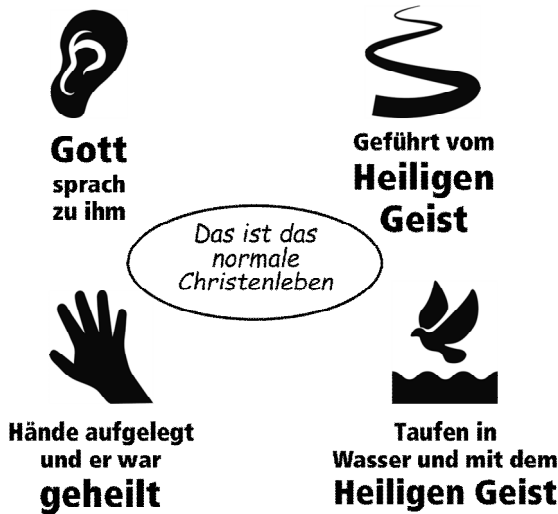 Gott
sprach
zu ihm
Geführt vom
Heiligen
Geist
Das ist das
normale
Christenleben
Hände aufgelegt
und er war
geheilt
Taufen in
Wasser und mit dem
Heiligen Geist